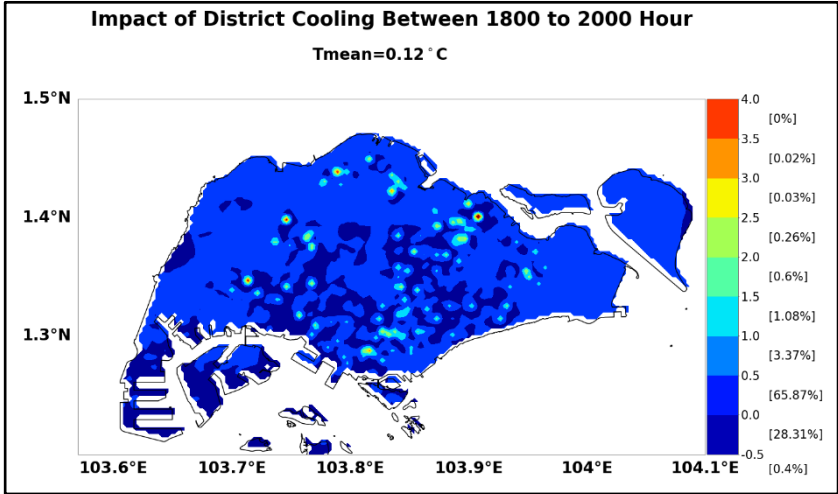 Impact of District Cooling Between 1800 to 2000 Hour
Tmean=0.12°C
1.5°N
1.4°N
1.3°N
103.6°E
103.7°E
103.8°E
103.9°E
104°E
104.1°E
4.0
[0%]
3.5
[0.02%]
3.0
[0.03%]
2.5
[0.26%]
2.0
[0.6%]
1.5
[1.08%]
1.0
[3.37%]
0.5
[65.87%]
0.0
[28.31%]
-0.5
[0.4%]